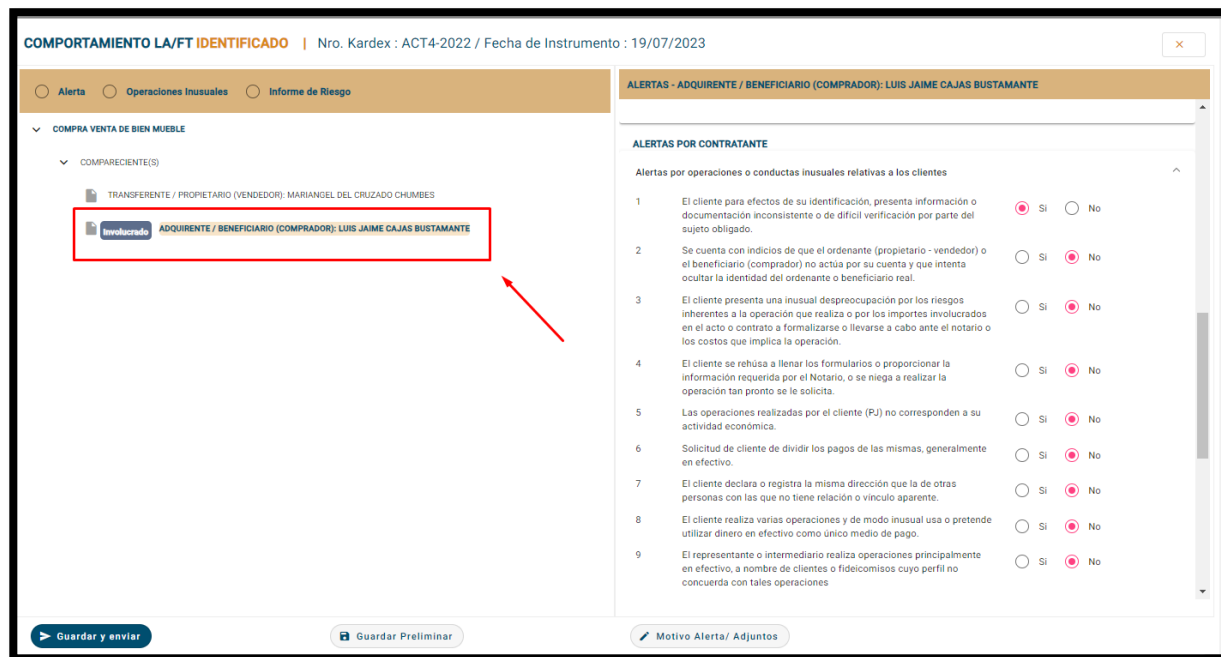 COMPORTAMIENTO LA/FT IDENTIFICADO | Nro. Kardex : ACT4-2022 / Fecha de Instrumento : 19/07/2023
×
Alerta Operaciones Inusuales Informe de Riesgo
COMPRA VENTA DE BIEN MUEBLE
COMPARECIENTE(S)
TRANSFERENTE / PROPIETARIO (VENDEDOR): MARIANGEL DEL CRUZADO CHUMBES
Involucrado ADQUIRENTE / BENEFICIARIO (COMPRADOR): LUIS JAIME CAJAS BUSTAMANTE
ALERTAS - ADQUIRENTE / BENEFICIARIO (COMPRADOR): LUIS JAIME CAJAS BUSTAMANTE
ALERTAS POR CONTRATANTE
Alertas por operaciones o conductas inusuales relativas a los clientes
1 El cliente para efectos de su identificación, presenta información o
documentación inconsistente o de difícil verificación por parte del
sujeto obligado.
Si No
2 Se cuenta con indicios de que el ordenante (propietario - vendedor) o
el beneficiario (comprador) no actúa por su cuenta y que intenta
ocultar la identidad del ordenante o beneficiario real.
Si No
3 El cliente presenta una inusual despreocupación por los riesgos
inherentes a la operación que realiza o por los importes involucrados
en el acto o contrato a formalizarse o llevarse a cabo ante el notario o
los costos que implica la operación.
Si No
4 El cliente se rehúsa a llenar los formularios o proporcionar la
información requerida por el Notario, o se niega a realizar la
operación tan pronto se le solicita.
Si No
5 Las operaciones realizadas por el cliente (PJ) no corresponden a su
actividad económica.
Si No
6 Solicitud de cliente de dividir los pagos de las mismas, generalmente
en efectivo.
Si No
7 El cliente declara o registra la misma dirección que la de otras
personas con las que no tiene relación o vínculo aparente.
Si No
8 El cliente realiza varias operaciones y de modo inusual usa o pretende
utilizar dinero en efectivo como único medio de pago.
Si No
9 El representante o intermediario realiza operaciones principalmente
en efectivo, a nombre de clientes o fideicomisos cuyo perfil no
concuerda con tales operaciones
Si No
Guardar y enviar
Guardar Preliminar
Motivo Alerta/ Adjuntos